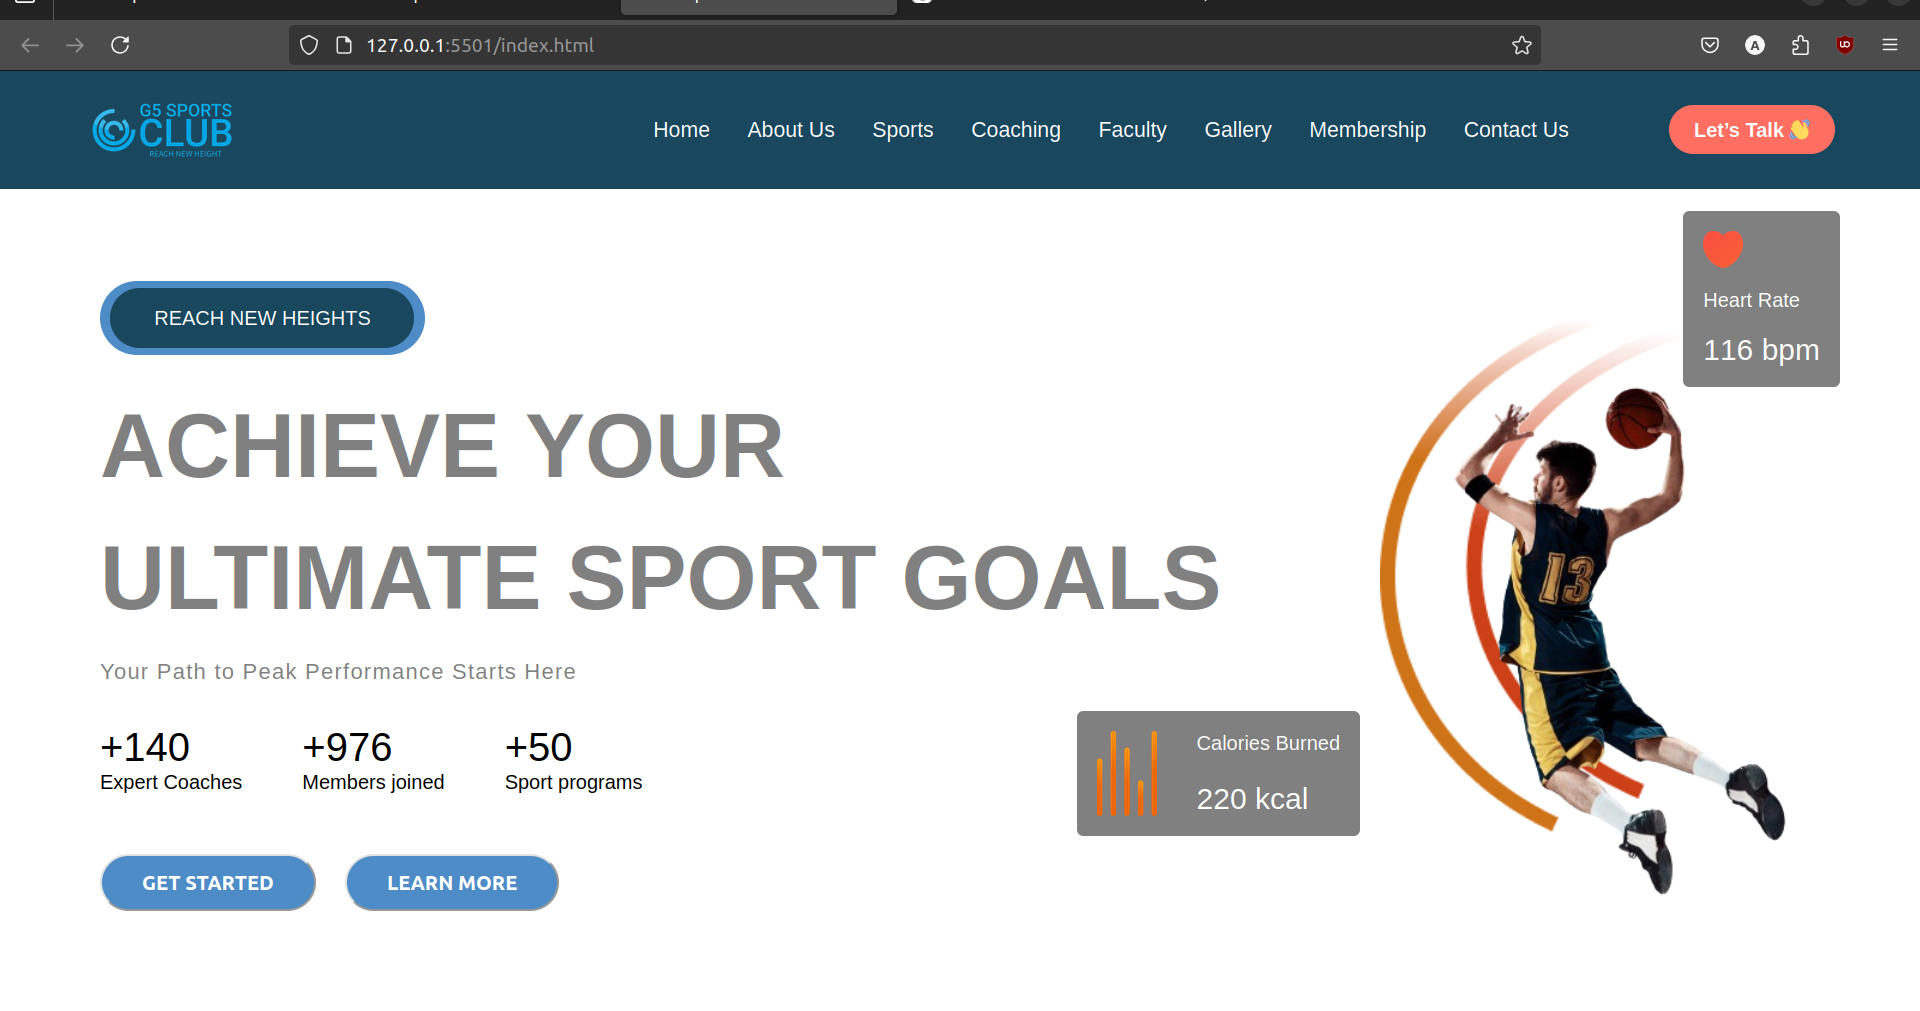 127.0.0.1:5501/index.html
G5 SPORTS
CLUB
REACH NEW HEIGHT
Home About Us Sports Coaching Faculty Gallery Membership Contact Us
Let’s Talk 👋
REACH NEW HEIGHTS
Heart Rate
116 bpm
ACHIEVE YOUR
ULTIMATE SPORT GOALS
13
Your Path to Peak Performance Starts Here
+140 +976 +50
Expert Coaches Members joined Sport programs
Calories Burned
220 kcal
GET STARTED LEARN MORE